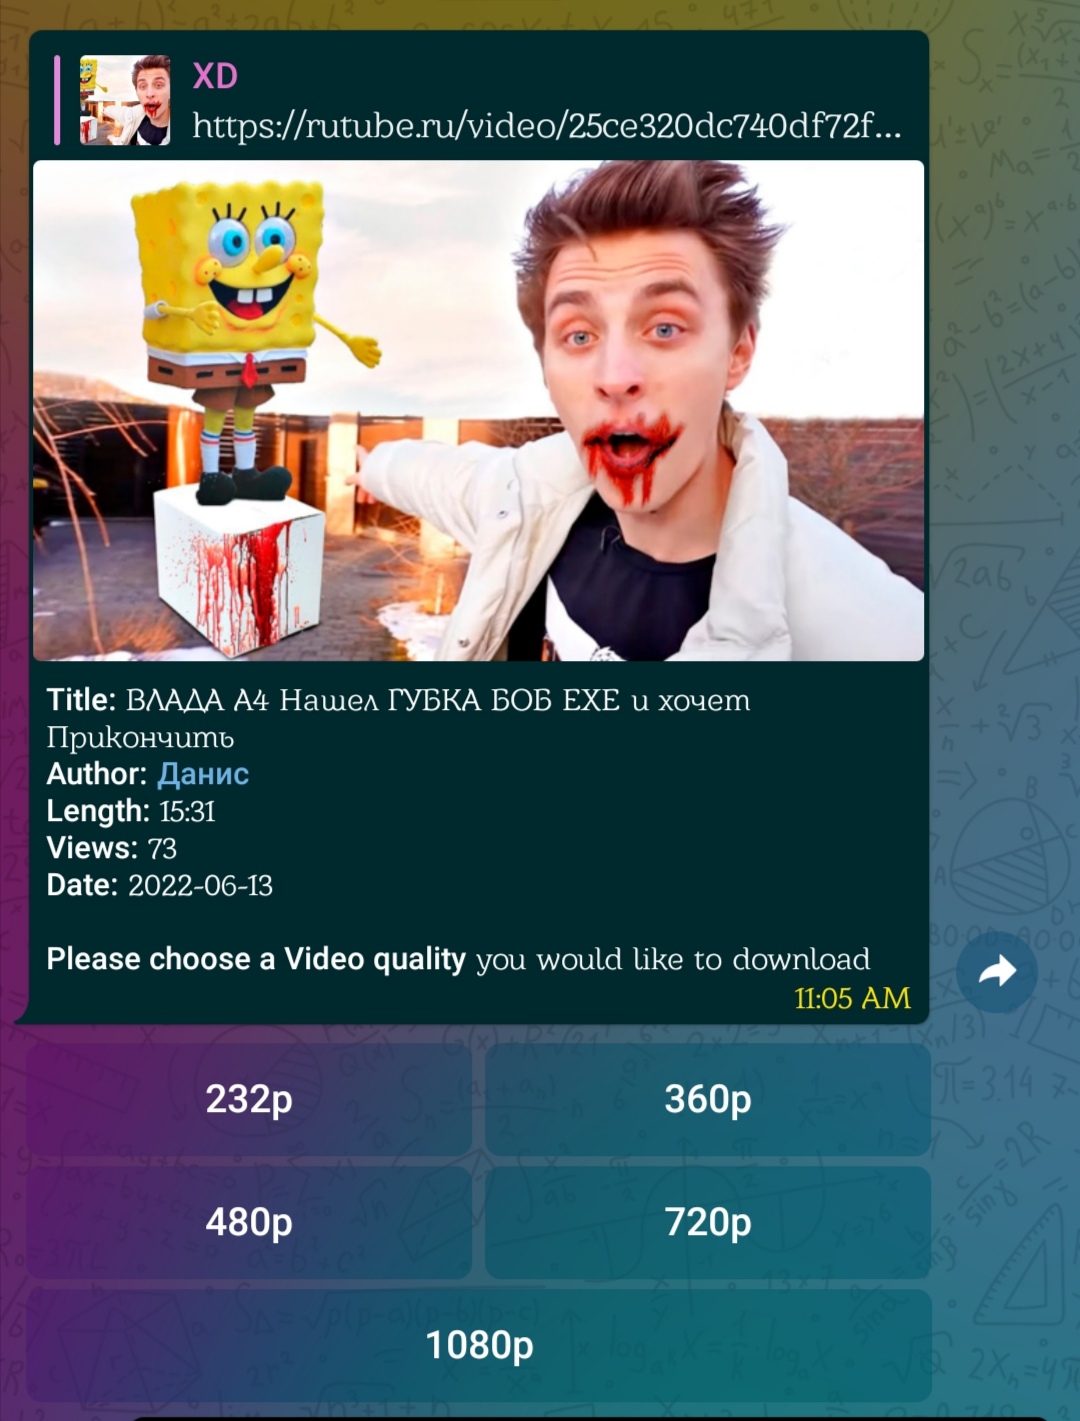 XD
https://rutube.ru/video/25ce320dc740df72f...
Title: ВЛАДА А4 Нашел ГУБКА БОБ ЕХЕ и хочет
Прикончить
Author: Данис
Length: 15:31
Views: 73
Date: 2022-06-13
Please choose a Video quality you would like to download
11:05 AM
232p 360p
480p 720p
1080p